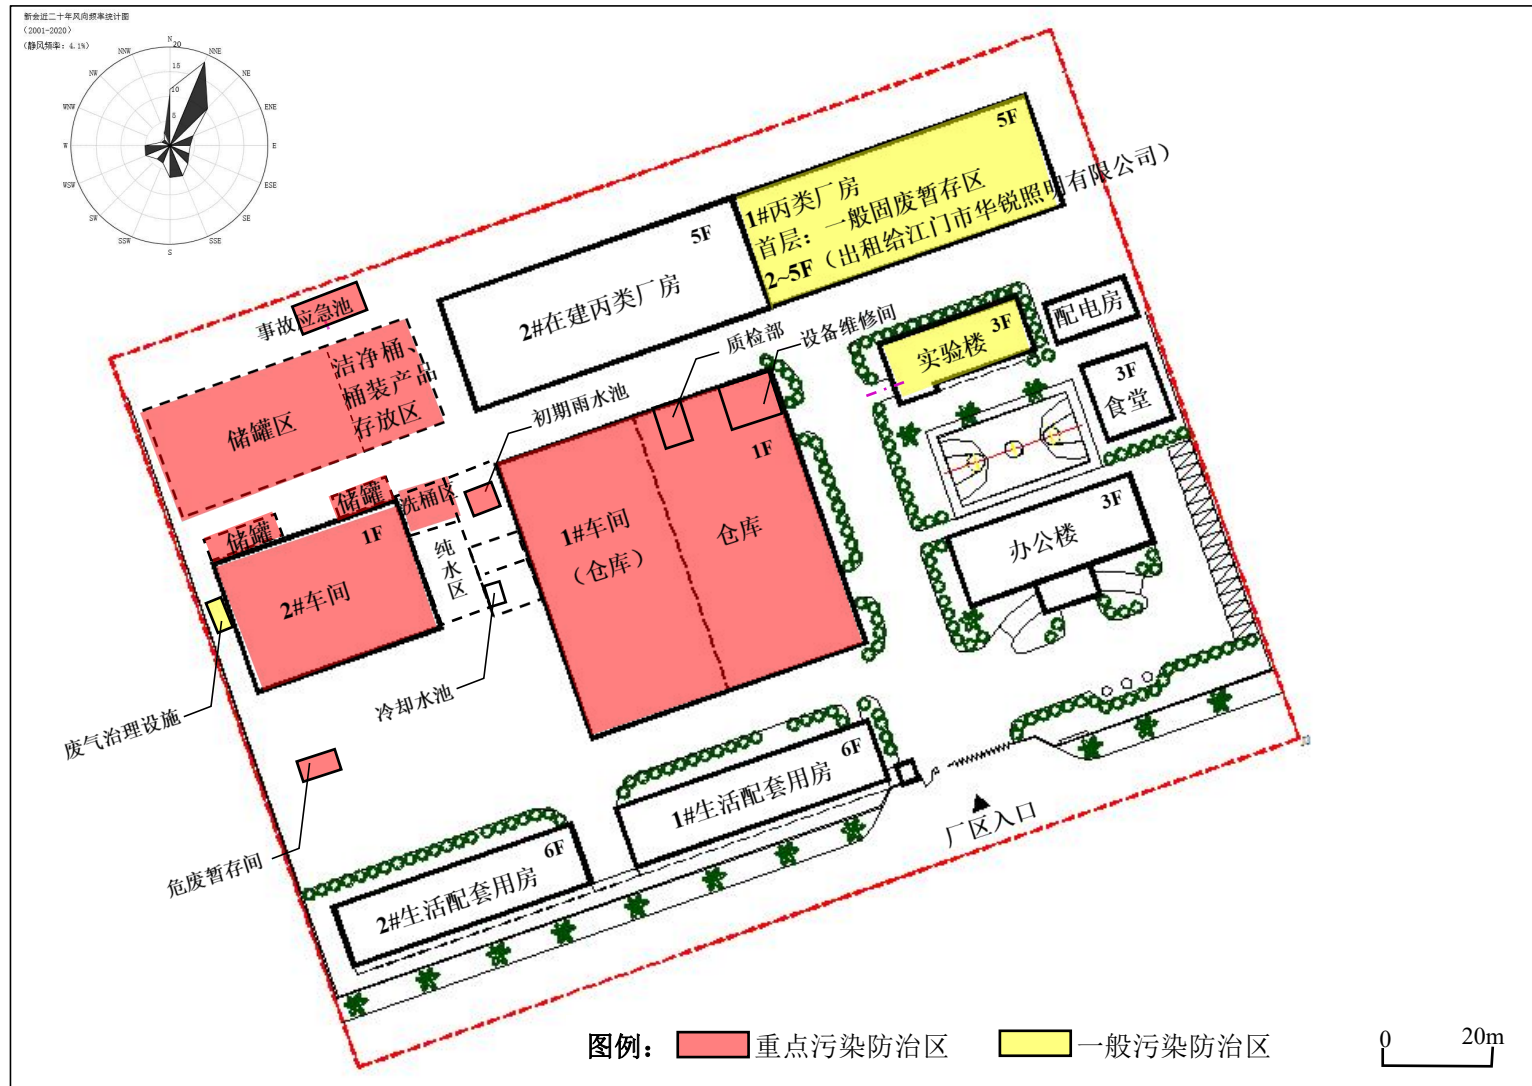 新会近二十年风向频率统计图
(2001-2020)
(静风频率: 4.1%)
N
NNE
NE
ENE
E
ESE
SE
SSE
S
SSW
SW
WSW
W
WNW
NW
NNW
20
15
10
5
5F
1#丙类厂房
首层：一般固废暂存区
2~5F（出租给江门市华锐照明有限公司）
5F
2#在建丙类厂房
事故应急池
洁净桶、
桶装产品
存放区
储罐区
质检部
设备维修间
初期雨水池
3F
实验楼
配电房
3F
食堂
储罐
储罐
洗桶区
1F
2#车间
纯
水
区
1#车间
（仓库）
仓库
1F
3F
办公楼
冷却水池
废气治理设施
危废暂存间
6F
1#生活配套用房
6F
2#生活配套用房
厂区入口
图例：
重点污染防治区
一般污染防治区
0
20m